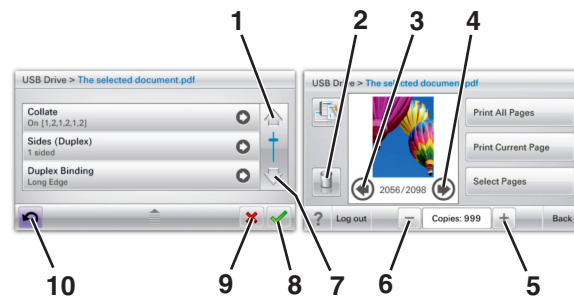 1
2
3
4
USB Drive > The selected document.pdf
USB Drive > The selected document.pdf
Collate
On [1,2,1,2,1,2]
Sides (Duplex)
1 sided
Duplex Binding
Long Edge
Print All Pages
Print Current Page
Select Pages
2056/2098
? Log out
Copies: 999
Back
10
9
8
7
6
5